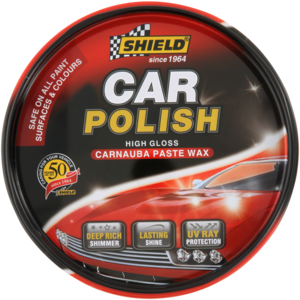 SHIELD
since 1964
SAFE ON ALL PAINT
SURFACES & COLOURS
CAR
POLISH
HIGH GLOSS
CARNAUBA PASTE WAX
50
SHIELD
DEEP RICH
SHIMMER
LASTING
SHINE
UV RAY
PROTECTION